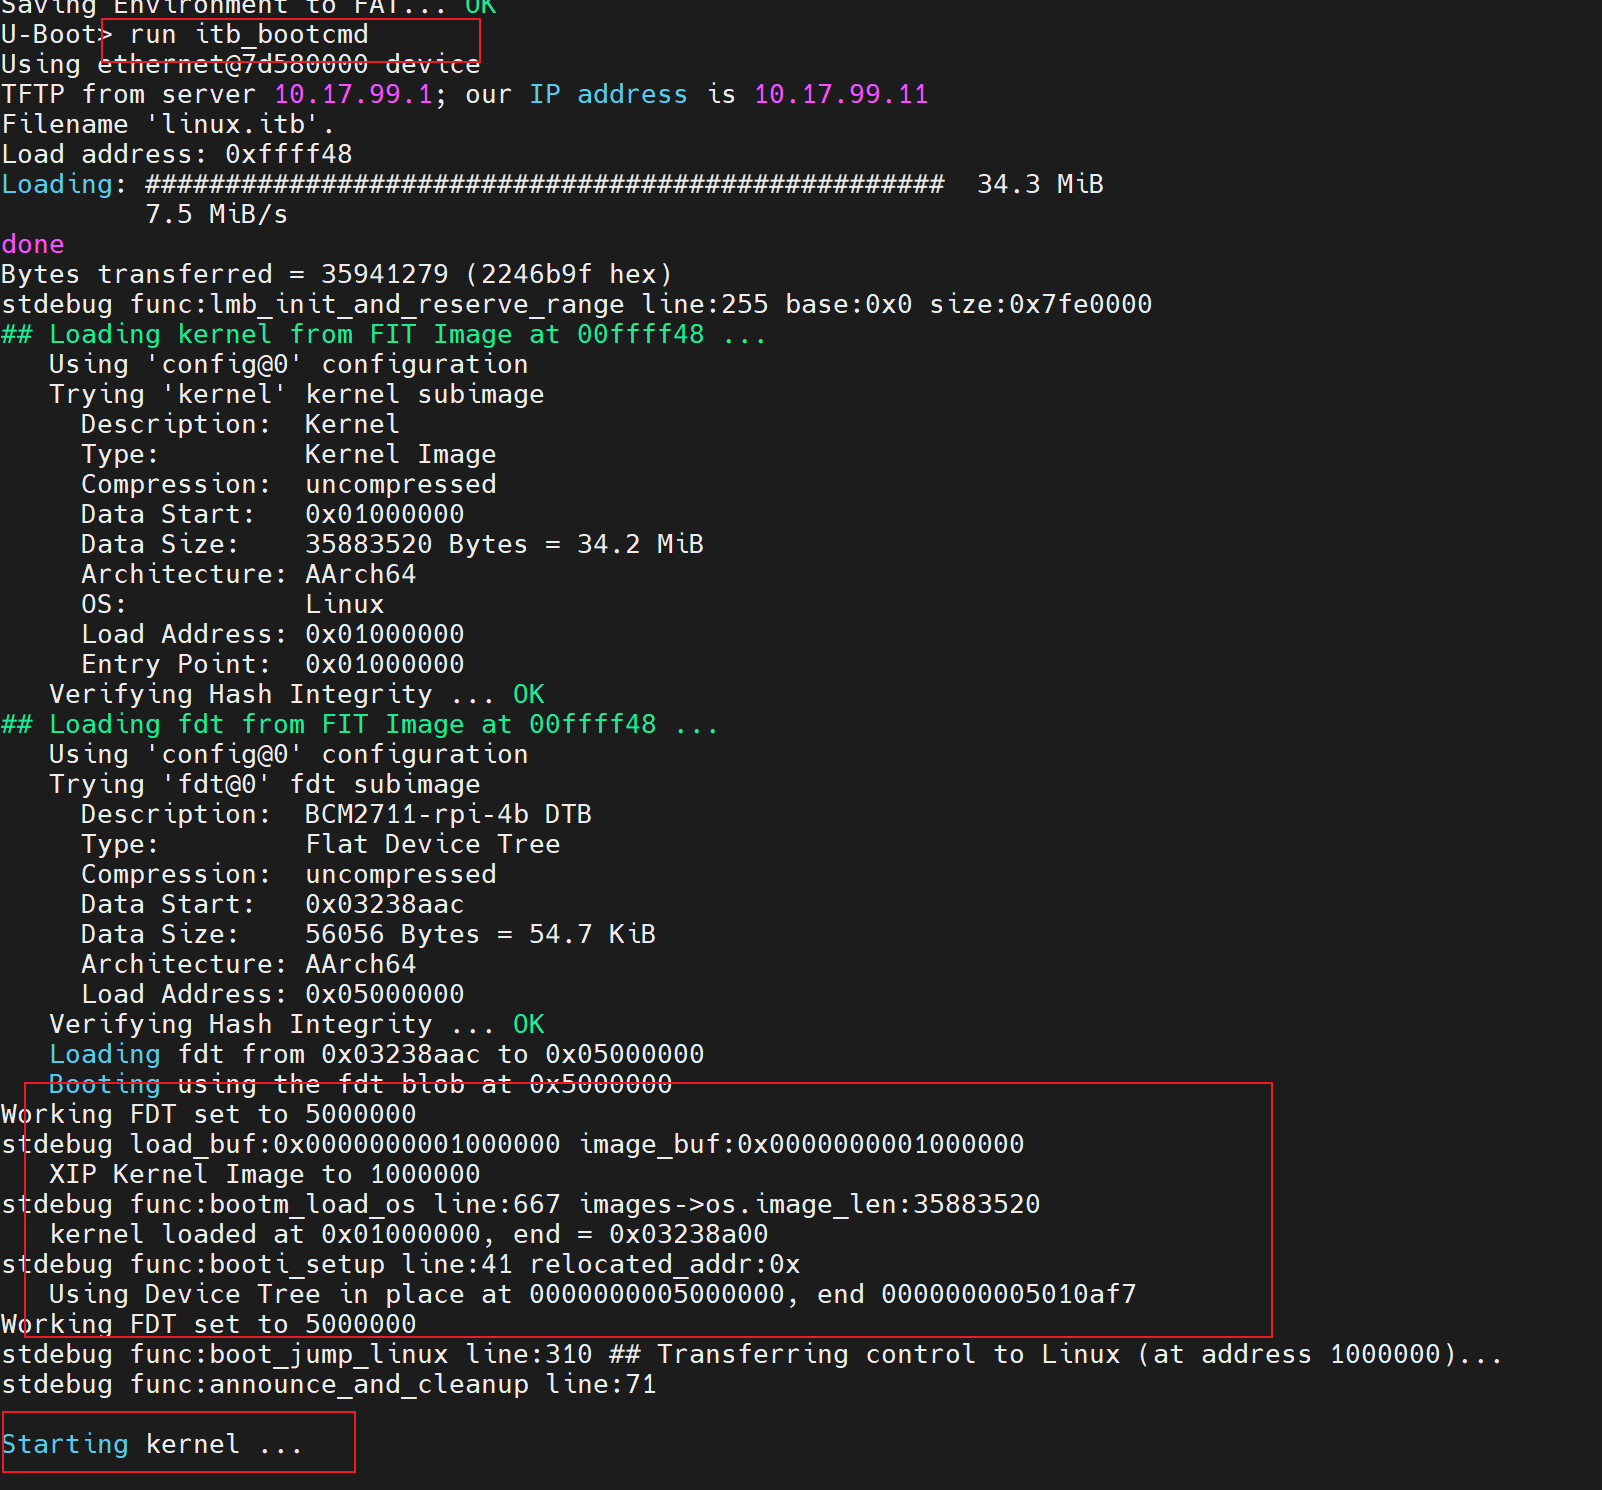 Saving Environment to FAT... OK
U-Boot> run itb_bootcmd
Using ethernet@7d580000 device
TFTP from server 10.17.99.1; our IP address is 10.17.99.11
Filename 'linux.itb'.
Load address: 0xffff48
Loading: ##################################################  34.3 MiB
         7.5 MiB/s
done
Bytes transferred = 35941279 (2246b9f hex)
stdebug func:lmb_init_and_reserve_range line:255 base:0x0 size:0x7fe0000
## Loading kernel from FIT Image at 00ffff48 ...
   Using 'config@0' configuration
   Trying 'kernel' kernel subimage
     Description:  Kernel
     Type:         Kernel Image
     Compression:  uncompressed
     Data Start:   0x01000000
     Data Size:    35883520 Bytes = 34.2 MiB
     Architecture: AArch64
     OS:           Linux
     Load Address: 0x01000000
     Entry Point:  0x01000000
   Verifying Hash Integrity ... OK
## Loading fdt from FIT Image at 00ffff48 ...
   Using 'config@0' configuration
   Trying 'fdt@0' fdt subimage
     Description:  BCM2711-rpi-4b DTB
     Type:         Flat Device Tree
     Compression:  uncompressed
     Data Start:   0x03238aac
     Data Size:    56056 Bytes = 54.7 KiB
     Architecture: AArch64
     Load Address: 0x05000000
   Verifying Hash Integrity ... OK
   Loading fdt from 0x03238aac to 0x05000000
   Booting using the fdt blob at 0x5000000
Working FDT set to 5000000
stdebug load_buf:0x0000000001000000 image_buf:0x0000000001000000
   XIP Kernel Image to 1000000
stdebug func:bootm_load_os line:667 images->os.image_len:35883520
   kernel loaded at 0x01000000, end = 0x03238a00
stdebug func:booti_setup line:41 relocated_addr:0x
   Using Device Tree in place at 0000000005000000, end 0000000005010af7
Working FDT set to 5000000
stdebug func:boot_jump_linux line:310 ## Transferring control to Linux (at address 1000000)...
stdebug func:announce_and_cleanup line:71
Starting kernel ...